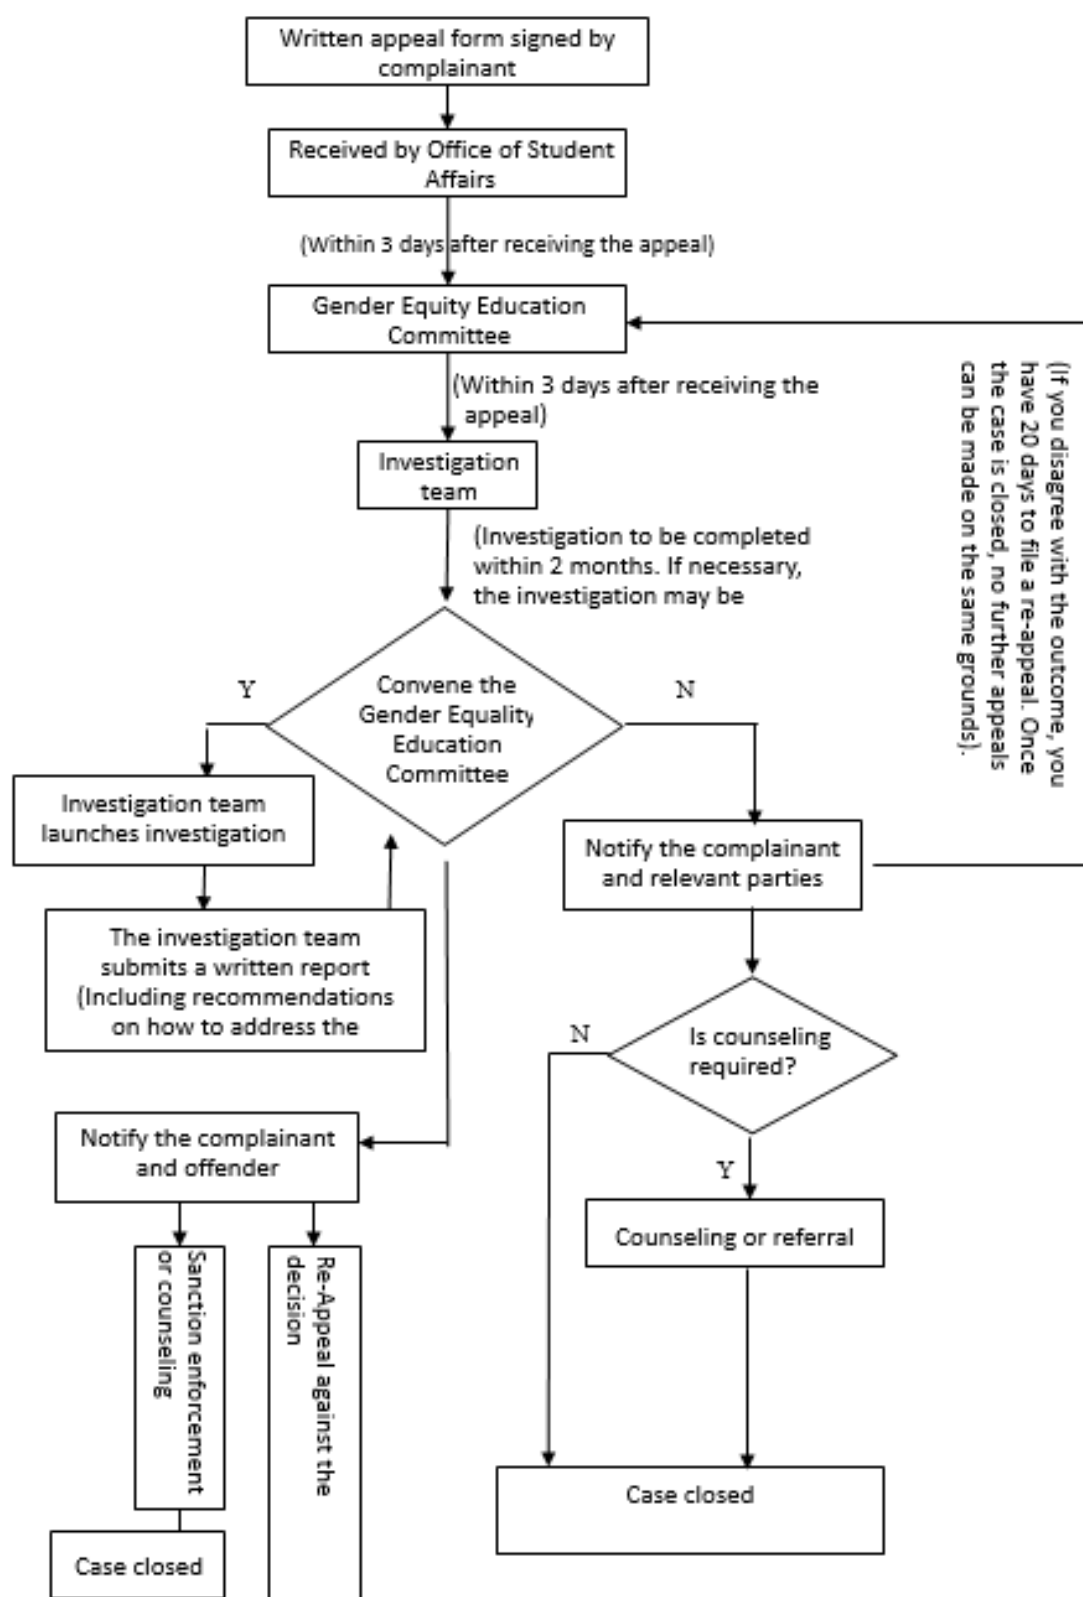 Written appeal form signed by
complainant
Received by Office of Student
Affairs
(Within 3 days after receiving the appeal)
Gender Equity Education
Committee
(Within 3 days after receiving the
appeal)
Investigation
team
(Investigation to be completed
within 2 months. If necessary,
the investigation may be
(If you disagree with the outcome, you
have 20 days to file a re-appeal. Once
the case is closed, no further appeals
can be made on the same grounds).
Y
Convene the
Gender Equality
Education
Committee
N
Investigation team
launches investigation
Notify the complainant
and relevant parties
The investigation team
submits a written report
(Including recommendations
on how to address the
N
Is counseling
required?
Notify the complainant
and offender
Y
Counseling or referral
Sanction enforcement
or counseling
Re-Appeal against the
decision
Case closed
Case closed